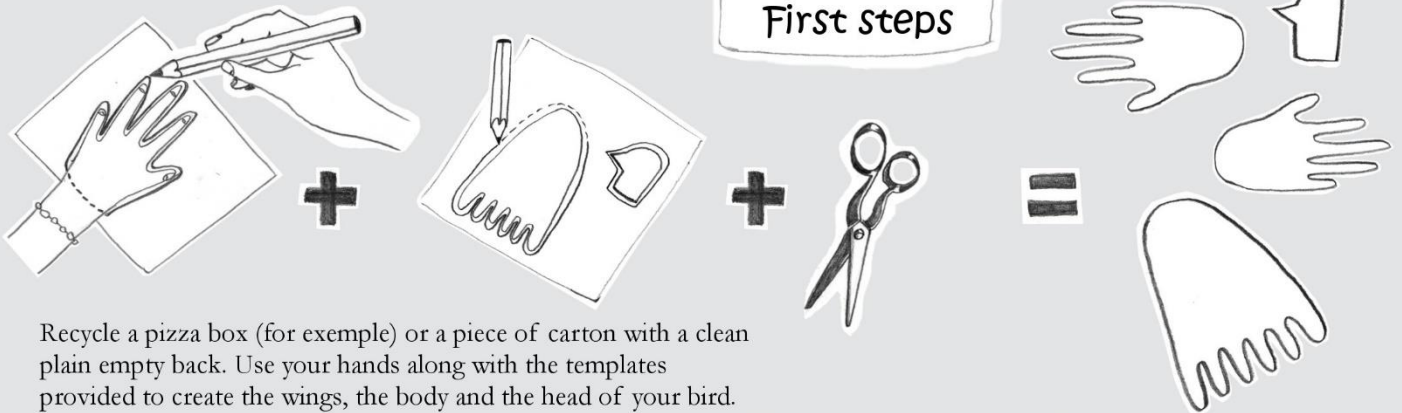 First steps
Recycle a pizza box (for exemple) or a piece of carton with a clean
plain empty back. Use your hands along with the templates
provided to create the wings, the body and the head of your bird.